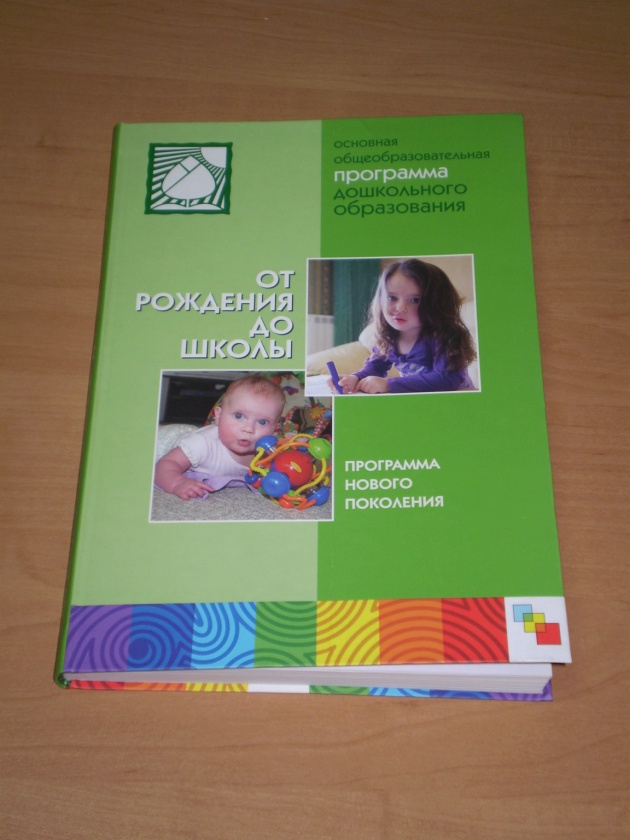 основная
общеобразовательная
программа
дошкольного
образования
ОТ
РОЖДЕНИЯ
ДО
ШКОЛЫ
ПРОГРАММА
НОВОГО
ПОКОЛЕНИЯ